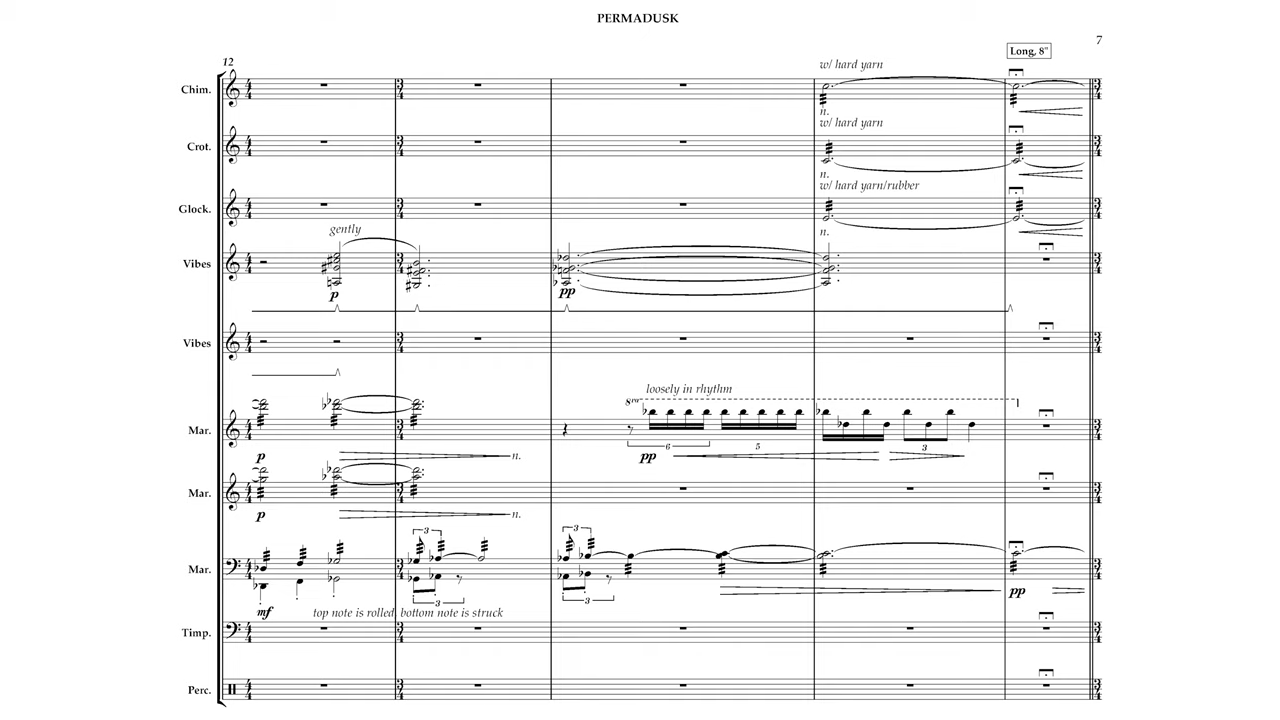 PERMADUSK
7
Long, 8"
12
w/ hard yarn
Chim.
n.
w/ hard yarn
Crot.
n.
w/ hard yarn/rubber
Glock.
n.
gently
Vibes
p
pp
Vibes
loosely in rhythm
8va
Mar.
6
5
3
p
n.
pp
Mar.
p
n.
3
3
Mar.
pp
3
3
mf
top note is rolled, bottom note is struck
Timp.
Perc.